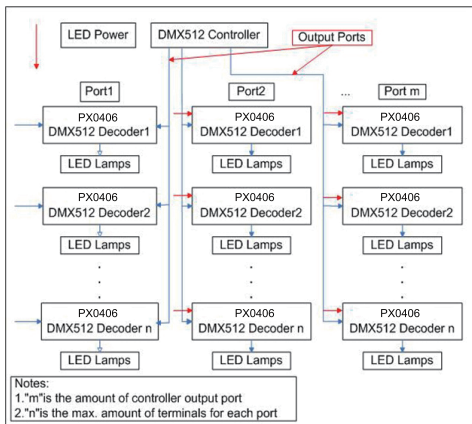 LED Power
DMX512 Controller
Output Ports
Port1
Port2
...
Port m
PX0406
DMX512 Decoder1
PX0406
DMX512 Decoder1
PX0406
DMX512 Decoder1
LED Lamps
LED Lamps
LED Lamps
PX0406
DMX512 Decoder2
PX0406
DMX512 Decoder2
PX0406
DMX512 Decoder2
LED Lamps
LED Lamps
LED Lamps
PX0406
DMX512 Decoder n
PX0406
DMX512 Decoder n
PX0406
DMX512 Decoder n
LED Lamps
LED Lamps
LED Lamps
Notes:
1."m"is the amount of controller output port
2."n"is the max. amount of terminals for each port